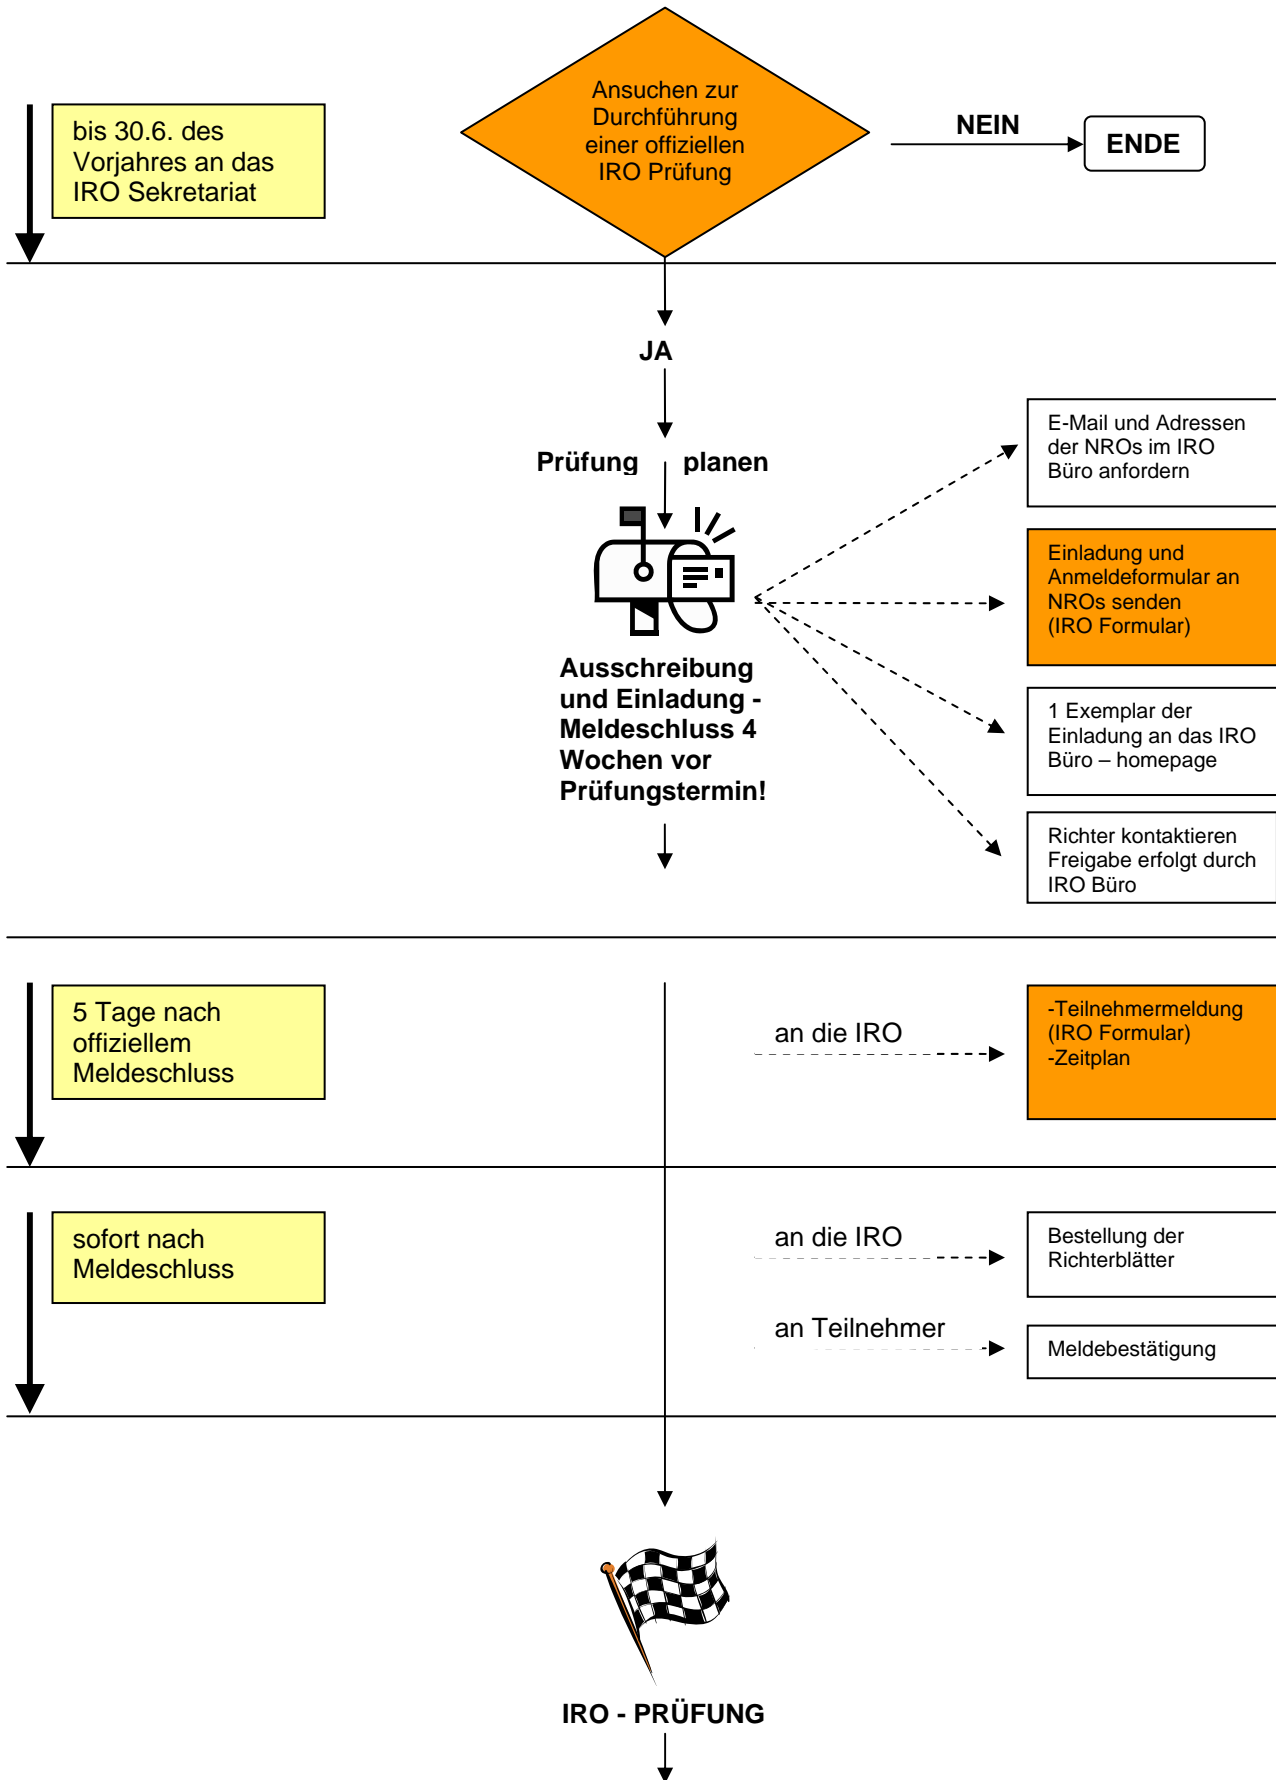 bis 30.6. des
Vorjahres an das
IRO Sekretariat
Ansuchen zur
Durchführung
einer offiziellen
IRO Prüfung
NEIN
ENDE
JA
Prüfung planen
E-Mail und Adressen
der NROs im IRO
Büro anfordern
Einladung und
Anmeldeformular an
NROs senden
(IRO Formular)
Ausschreibung
und Einladung -
Meldeschluss 4
Wochen vor
Prüfungstermin!
1 Exemplar der
Einladung an das IRO
Büro – homepage
Richter kontaktieren
Freigabe erfolgt durch
IRO Büro
5 Tage nach
offiziellem
Meldeschluss
an die IRO
-Teilnehmermeldung
(IRO Formular)
-Zeitplan
sofort nach
Meldeschluss
an die IRO
Bestellung der
Richterblätter
an Teilnehmer
Meldebestätigung
IRO - PRÜFUNG